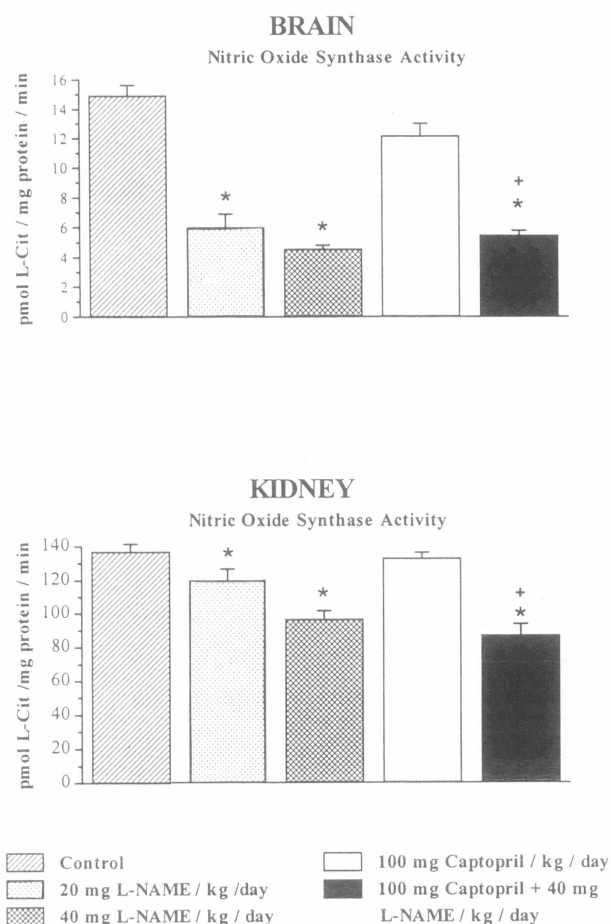 BRAIN
Nitric Oxide Synthase Activity
pmol L-Cit / mg protein / min
16
14
12
10
8
6
4
2
0
*
*
+
*
KIDNEY
Nitric Oxide Synthase Activity
pmol L-Cit /mg protein / min
140
120
100
80
60
40
20
0
*
*
+
*
Control
20 mg L-NAME / kg /day
40 mg L-NAME / kg / day
100 mg Captopril / kg / day
100 mg Captopril + 40 mg
L-NAME / kg / day